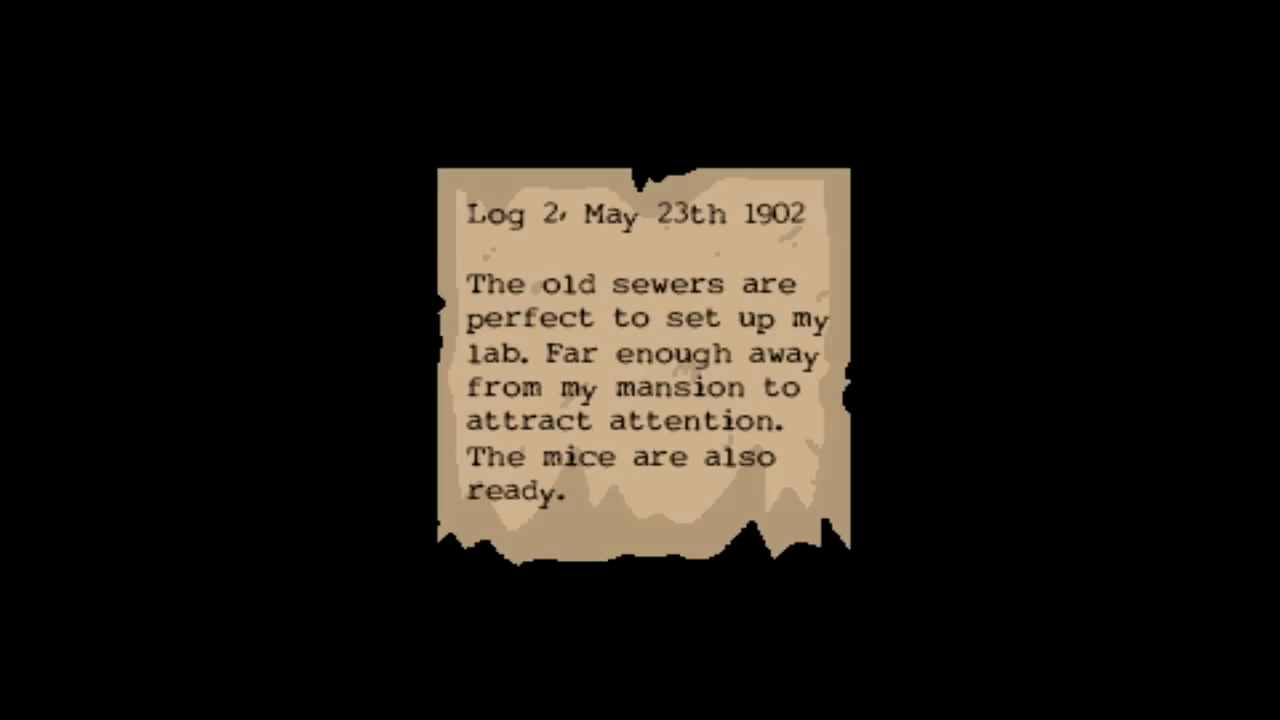 Log 2, May 23th 1902
The old sewers are
perfect to set up my
lab. Far enough away
from my mansion to
attract attention.
The mice are also
ready.